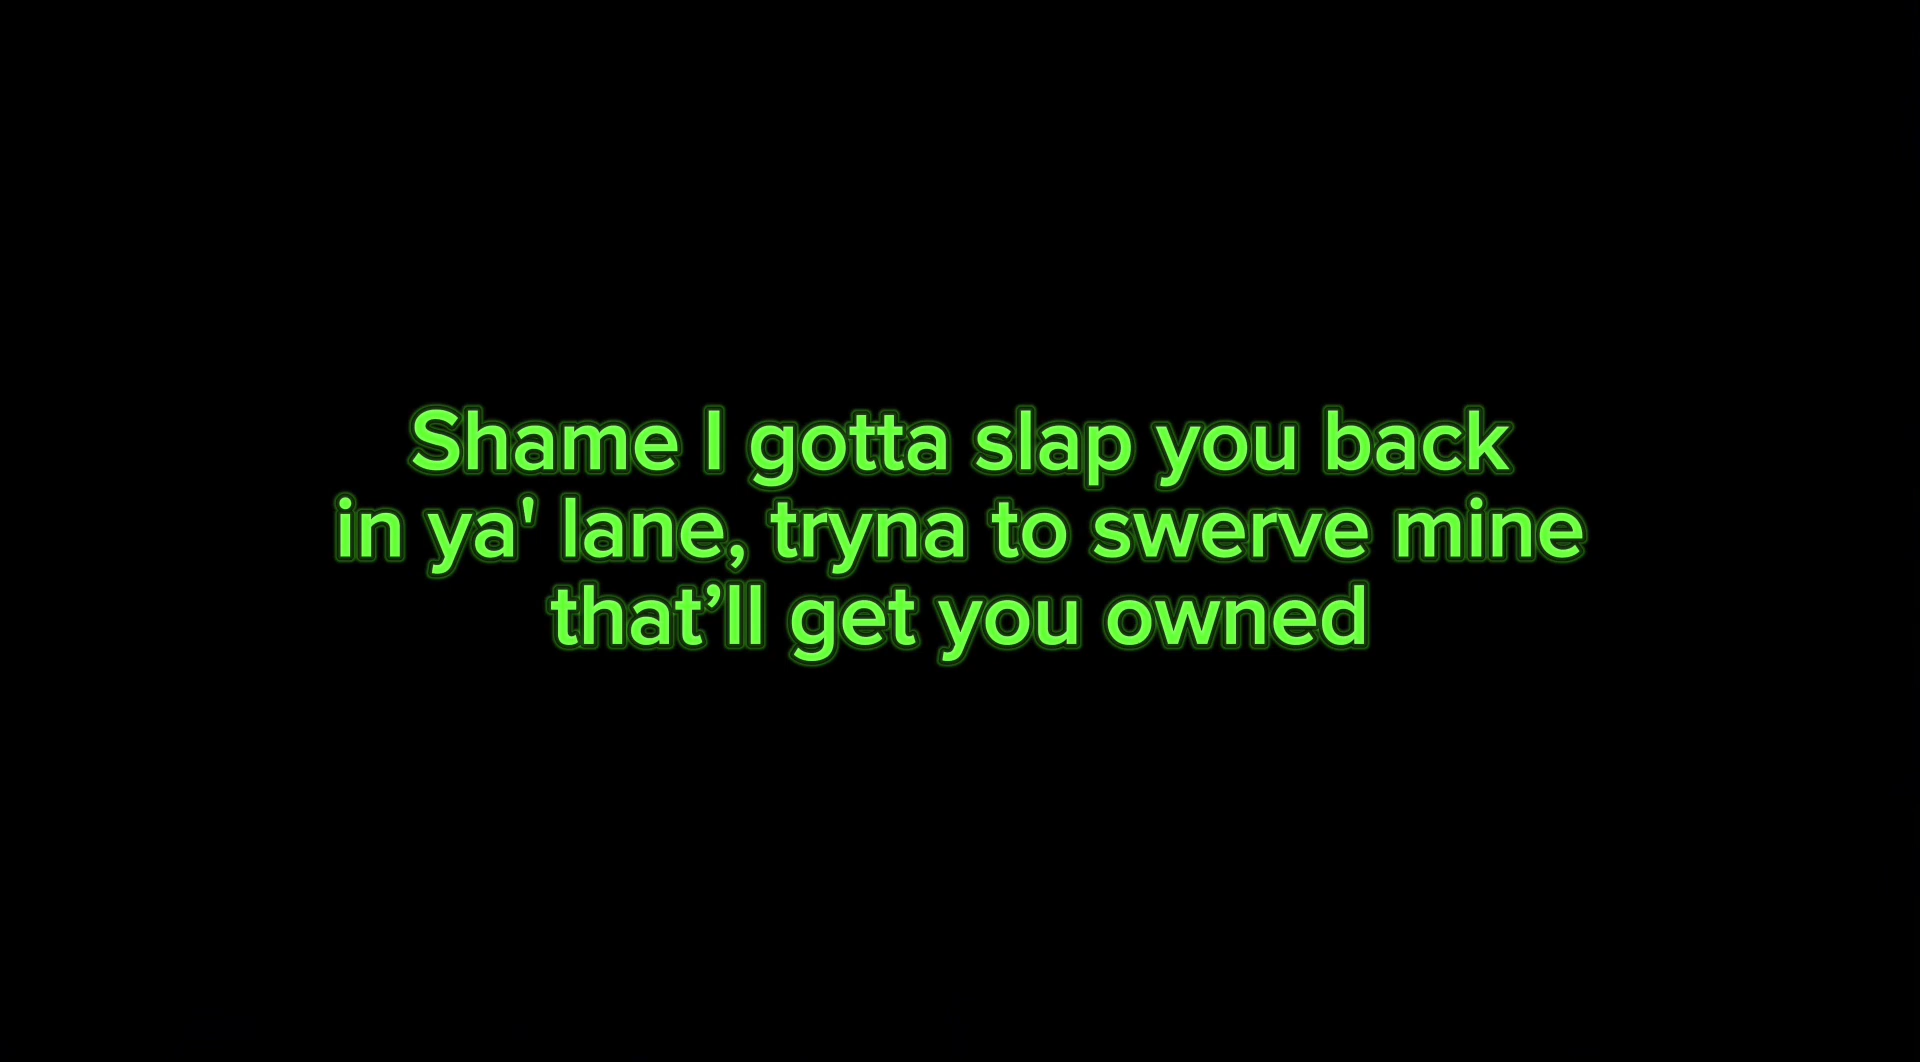 Shame I gotta slap you back
in ya' lane, tryna to swerve mine
that’ll get you owned